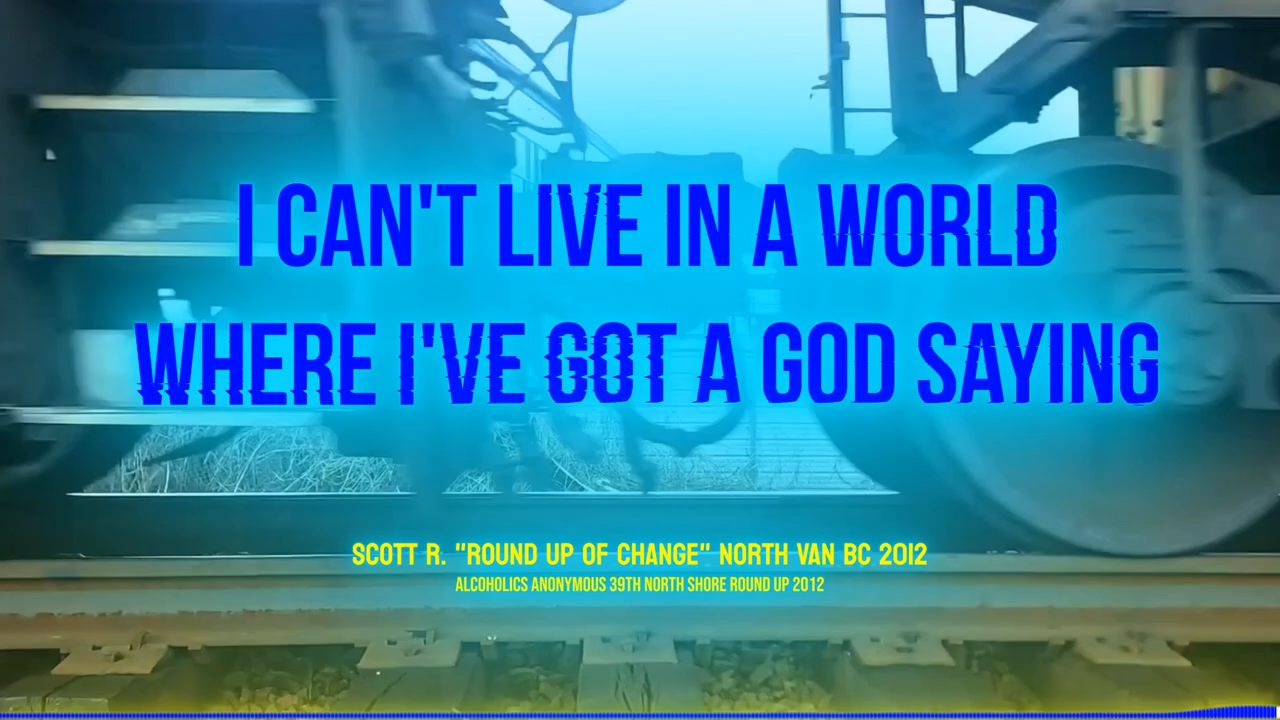 I CAN'T LIVE IN A WORLD
WHERE I'VE GOT A GOD SAYING
SCOTT R. "ROUND UP OF CHANGE" NORTH VAN BC 2012
ALCOHOLICS ANONYMOUS 39TH NORTH SHORE ROUND UP 2012